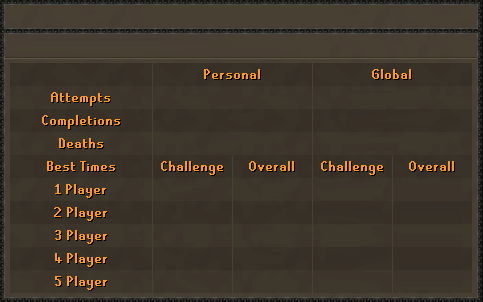 Personal Global
Attempts
Completions
Deaths
Best Times Challenge Overall Challenge Overall
1 Player
2 Player
3 Player
4 Player
5 Player